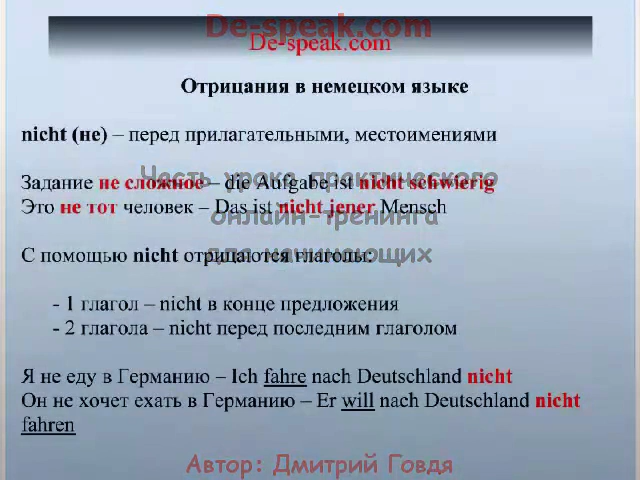 De-speak.com
De-speak.com
Отрицания в немецком языке
nicht (не) – перед прилагательными, местоимениями
Часть урока практического
Задание не сложное – die Aufgabe ist nicht schwierig
Это не тот человек – Das ist nicht jener Mensch
онлайн-тренинга
для начинающих
С помощью nicht отрицаются глаголы:
- 1 глагол – nicht в конце предложения
- 2 глагола – nicht перед последним глаголом
Я не еду в Германию – Ich fahre nach Deutschland nicht
Он не хочет ехать в Германию – Er will nach Deutschland nicht
fahren
Автор: Дмитрий Говдя